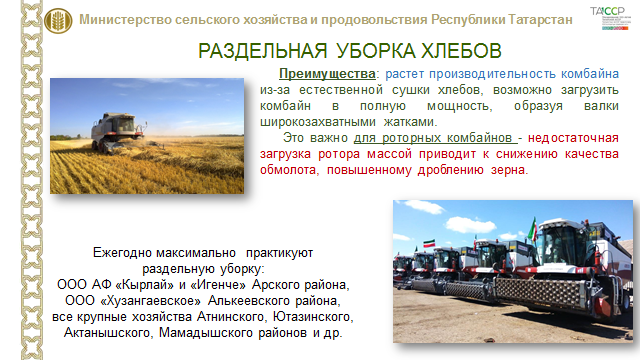 Министерство сельского хозяйства и продовольствия Республики Татарстан
ТАССР
РАЗДЕЛЬНАЯ УБОРКА ХЛЕБОВ
Преимущества: растет производительность комбайна
из-за естественной сушки хлебов, возможно загрузить
комбайн в полную мощность, образуя валки
широкозахватными жатками.
Это важно для роторных комбайнов - недостаточная
загрузка ротора массой приводит к снижению качества
обмолота, повышенному дроблению зерна.
Ежегодно максимально практикуют
раздельную уборку:
ООО АФ «Кырлай» и «Игенче» Арского района,
ООО «Хузангаевское» Алькеевского района,
все крупные хозяйства Атнинского, Ютазинского,
Актанышского, Мамадышского районов и др.